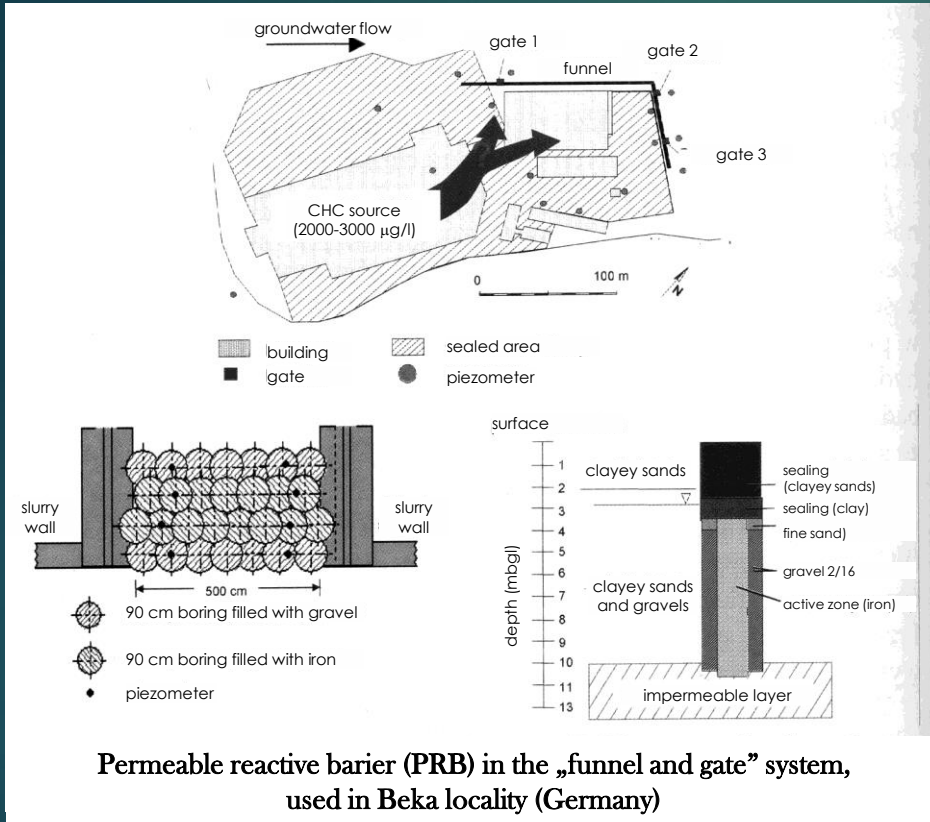 groundwater flow
gate 1
gate 2
funnel
gate 3
CHC source
(2000-3000 µg/l)
0
100 m
N
building
sealed area
gate
piezometer
surface
slurry
wall
slurry
wall
500 cm
90 cm boring filled with gravel
90 cm boring filled with iron
piezometer
depth (mbgl)
1
2
3
4
5
6
7
8
9
10
11
13
clayey sands
clayey sands
and gravels
sealing
(clayey sands)
sealing (clay)
fine sand)
gravel 2/16
active zone (iron)
impermeable layer
Permeable reactive barier (PRB) in the „funnel and gate” system,
used in Beka locality (Germany)